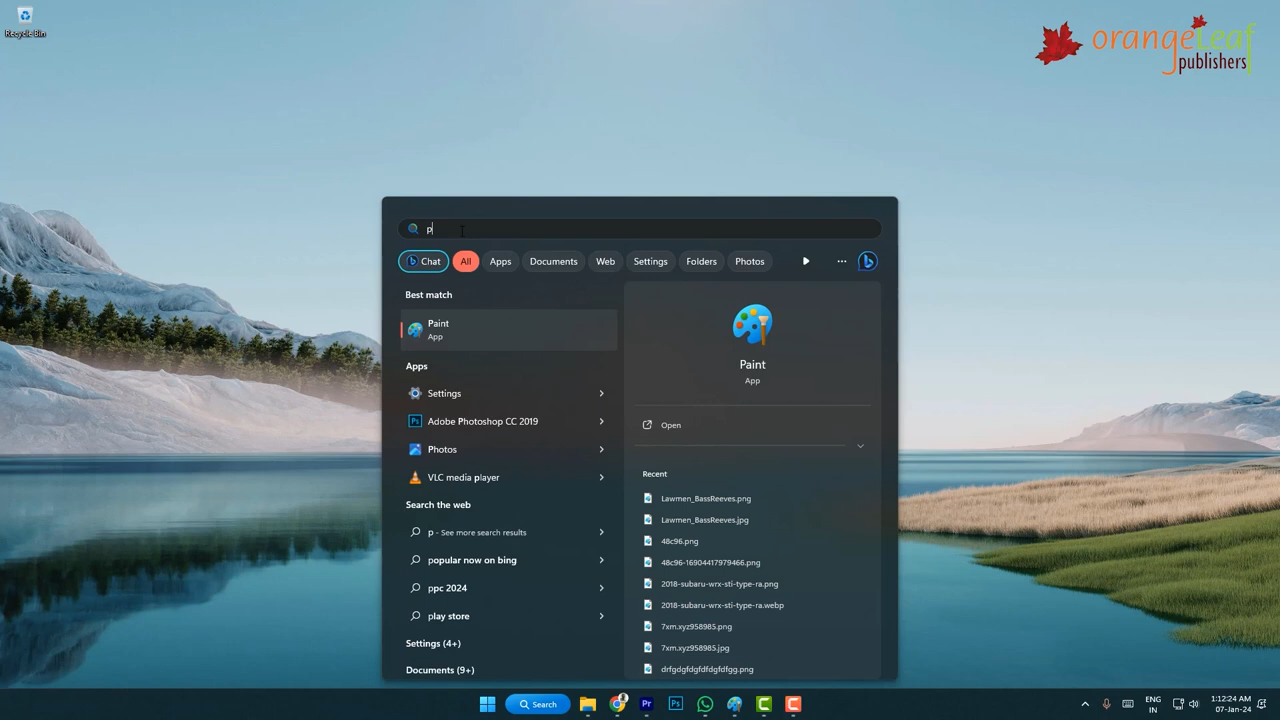 Recycle Bin
orangeLeaf
publishers
p
Chat
All
Apps
Documents
Web
Settings
Folders
Photos
Best match
Paint
App
Apps
Settings
Adobe Photoshop CC 2019
Photos
VLC media player
Search the web
p - See more search results
popular now on bing
ppc 2024
play store
Settings (4+)
Documents (9+)
Paint
App
Open
Recent
Lawmen_BassReeves.png
Lawmen_BassReeves.jpg
48c96.png
48c96-16904417979466.png
2018-subaru-wrx-sti-type-ra.png
2018-subaru-wrx-sti-type-ra.webp
7xm.xyz958985.png
7xm.xyz958985.jpg
drfgdgfdgfdfgdfgg.png
Search
ENG
IN
1:12:24 AM
07-Jan-24